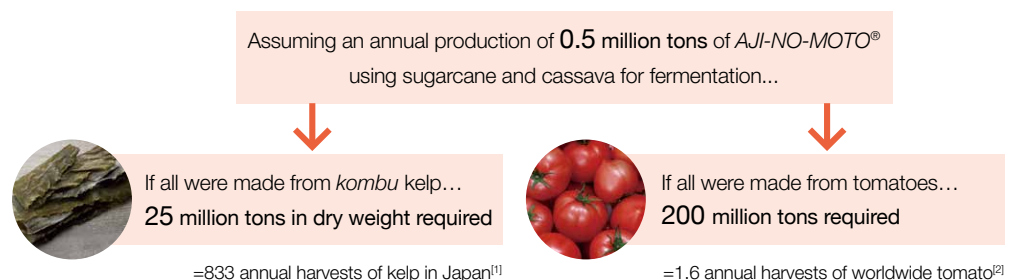 Assuming an annual production of 0.5 million tons of AJI-NO-MOTO®
using sugarcane and cassava for fermentation...
If all were made from kombu kelp…
25 million tons in dry weight required
=833 annual harvests of kelp in Japan[1]
If all were made from tomatoes…
200 million tons required
=1.6 annual harvests of worldwide tomato[2]